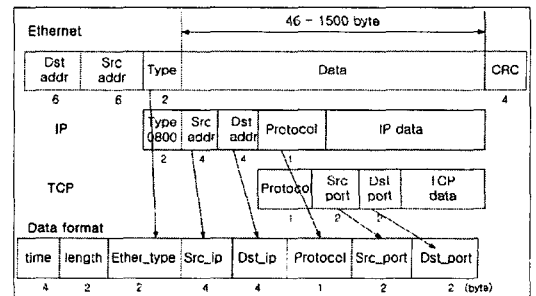 Ethernet
46 - 1500 byte
Dst addr Src addr Type Data CRC
6 6 2 4
IP
Type 0800 Src addr Dst addr Protocol IP data
2 4 4 1
TCP
Protocol Src port Dst port TCP data
1 2 2
Data format
time length Ether_type Src_ip Dst_ip Protocol Src_port Dst_port
4 2 2 4 4 1 2 2 (byte)